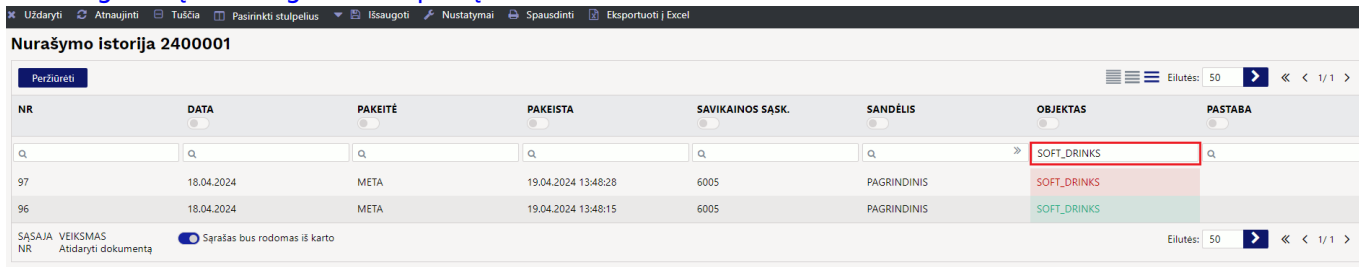 Uždaryti Atnaujinti Tuščia Pasirinkti stulpelius Išsaugoti Nustatymai Spausdinti Eksportuoti į Excel
Nurašymo istorija 2400001
Peržiūrėti Eilutės: 50 1/1
NR DATA PAKEITĖ PAKEISTA SAVIKAINOS SĄSK. SANDĖLIS OBJEKTAS PASTABA
SOFT_DRINKS
97 18.04.2024 META 19.04.2024 13:48:28 6005 PAGRINDINIS SOFT_DRINKS
96 18.04.2024 META 19.04.2024 13:48:15 6005 PAGRINDINIS SOFT_DRINKS
SĄSAJA VEIKSMAS Sąrašas bus rodomas iš karto Eilutės: 50 1/1
NR Atidaryti dokumentą